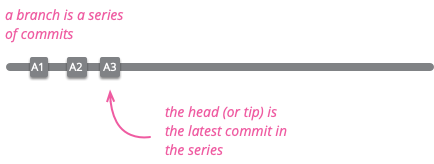 a branch is a series
of commits
A1 A2 A3
the head (or tip) is
the latest commit in
the series